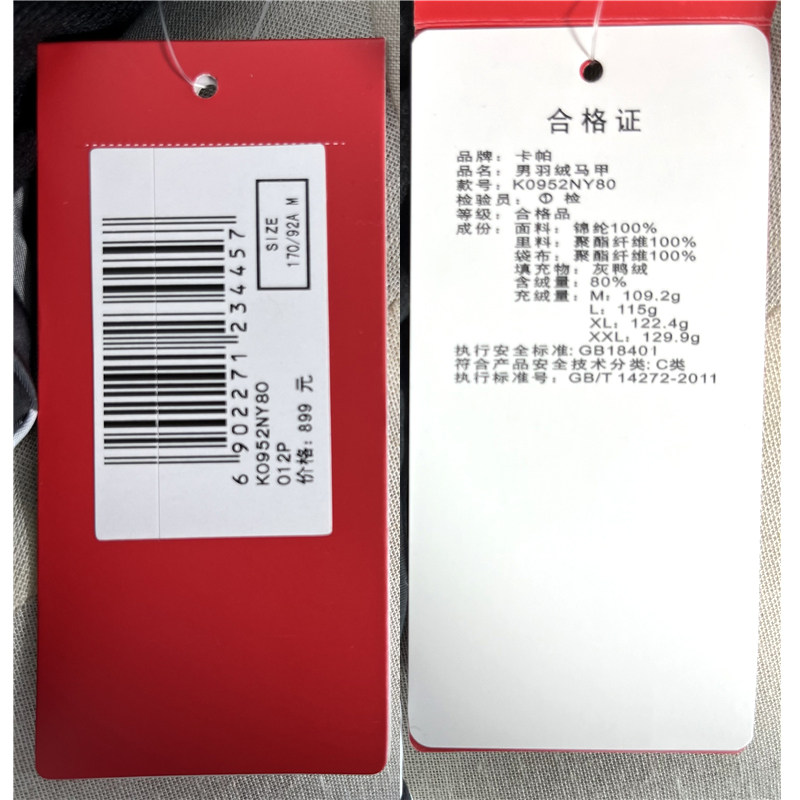 SIZE
170/92A M
6 902271 234457
K0952NY80
012P
价格: 899 元
合格证
品牌: 卡帕
品名: 男羽绒马甲
款号: K0952NY80
检验员: ① 检
等级: 合格品
成份: 面料: 锦纶100%
里料: 聚酯纤维100%
袋布: 聚酯纤维100%
填充物: 灰鸭绒
含绒量: 80%
充绒量: M: 109.2g
L: 115g
XL: 122.4g
XXL: 129.9g
执行安全标准: GB18401
符合产品安全技术分类: C类
执行标准号: GB/T 14272-2011